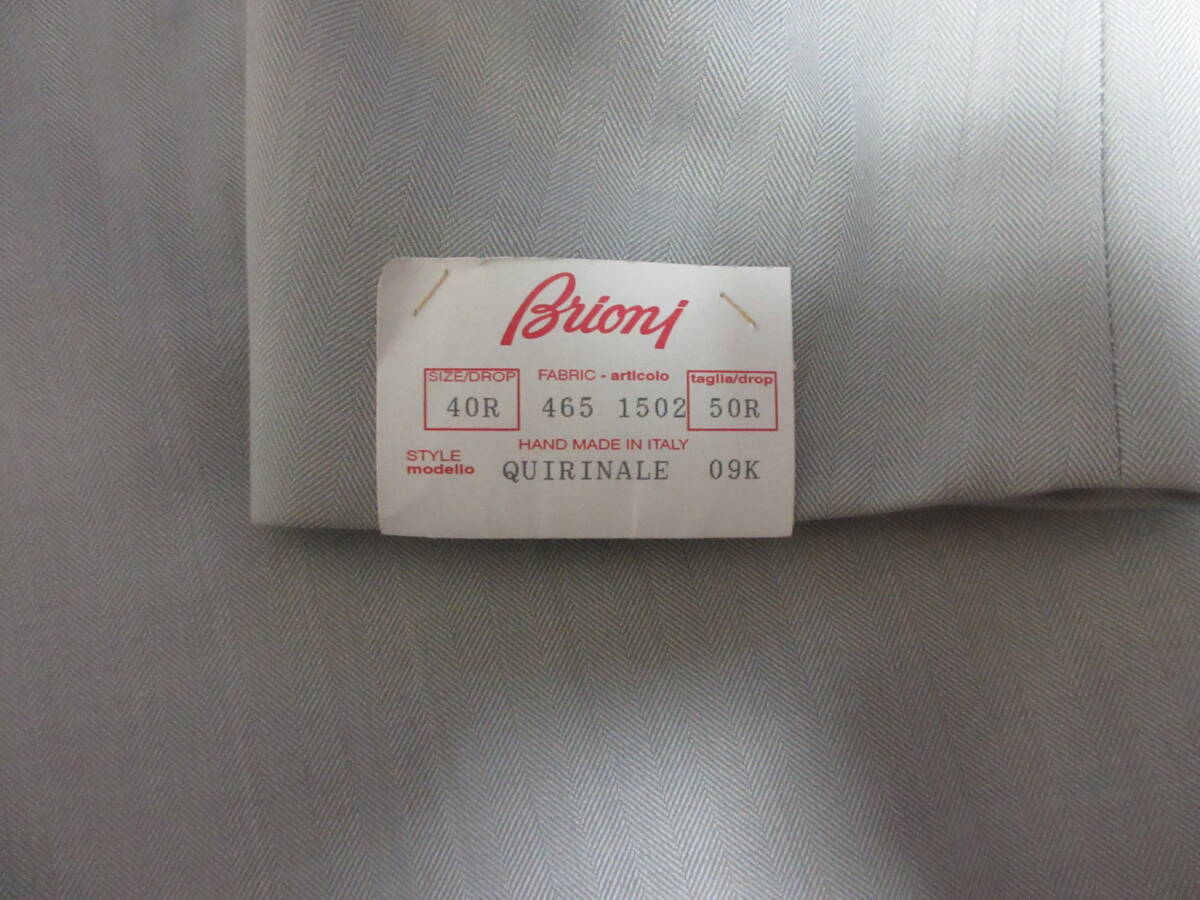 Brioni
SIZE/DROP FABRIC - articolo taglia/drop
40R 465 1502 50R
HAND MADE IN ITALY
STYLE
modello QUIRINALE 09K